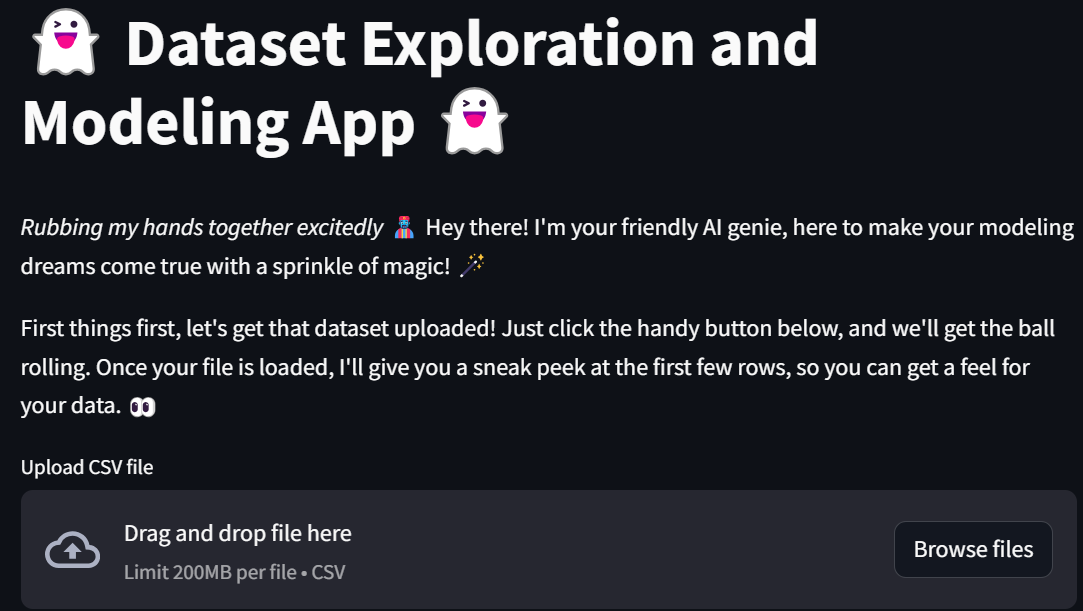 👻 Dataset Exploration and
Modeling App 👻
Rubbing my hands together excitedly 🧞 Hey there! I'm your friendly AI genie, here to make your modeling
dreams come true with a sprinkle of magic! 🪄
First things first, let's get that dataset uploaded! Just click the handy button below, and we'll get the ball
rolling. Once your file is loaded, I'll give you a sneak peek at the first few rows, so you can get a feel for
your data. 👀
Upload CSV file
Drag and drop file here
Limit 200MB per file • CSV
Browse files